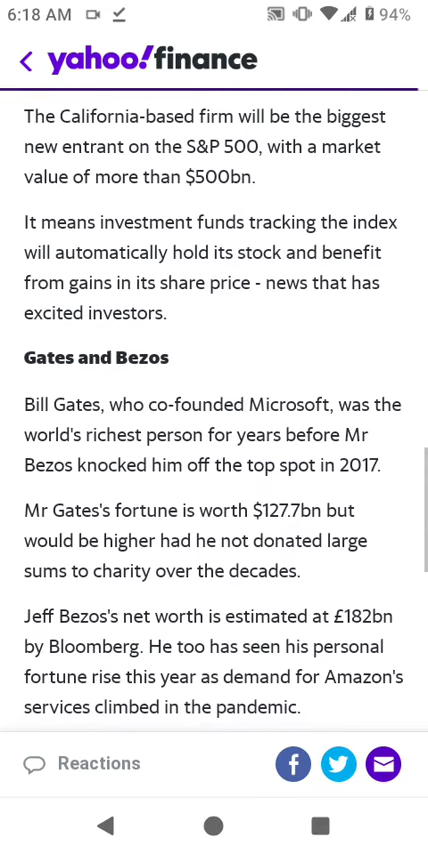 6:18 AM 94%
yahoo!finance
The California-based firm will be the biggest
new entrant on the S&P 500, with a market
value of more than $500bn.
It means investment funds tracking the index
will automatically hold its stock and benefit
from gains in its share price - news that has
excited investors.
Gates and Bezos
Bill Gates, who co-founded Microsoft, was the
world's richest person for years before Mr
Bezos knocked him off the top spot in 2017.
Mr Gates's fortune is worth $127.7bn but
would be higher had he not donated large
sums to charity over the decades.
Jeff Bezos's net worth is estimated at £182bn
by Bloomberg. He too has seen his personal
fortune rise this year as demand for Amazon's
services climbed in the pandemic.
Reactions